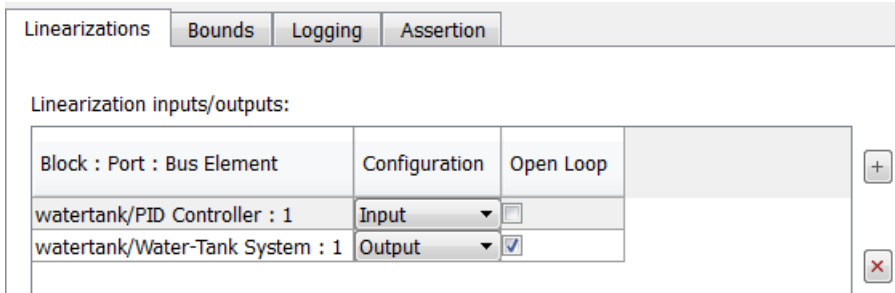 Linearizations Bounds Logging Assertion
Linearization inputs/outputs:
Block : Port : Bus Element Configuration Open Loop
watertank/PID Controller : 1 Input
watertank/Water-Tank System : 1 Output